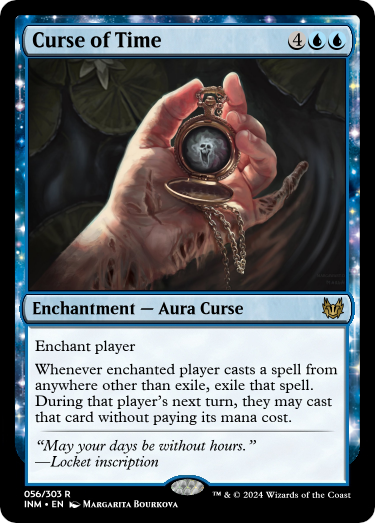 Curse of Time 4
Enchantment — Aura Curse
Enchant player
Whenever enchanted player casts a spell from
anywhere other than exile, exile that spell.
During that player's next turn, they may cast
that card without paying its mana cost.
"May your days be without hours."
—Locket inscription
056/303 R
INM • EN MARGARITA BOURKOVA
™ & © 2024 Wizards of the Coast